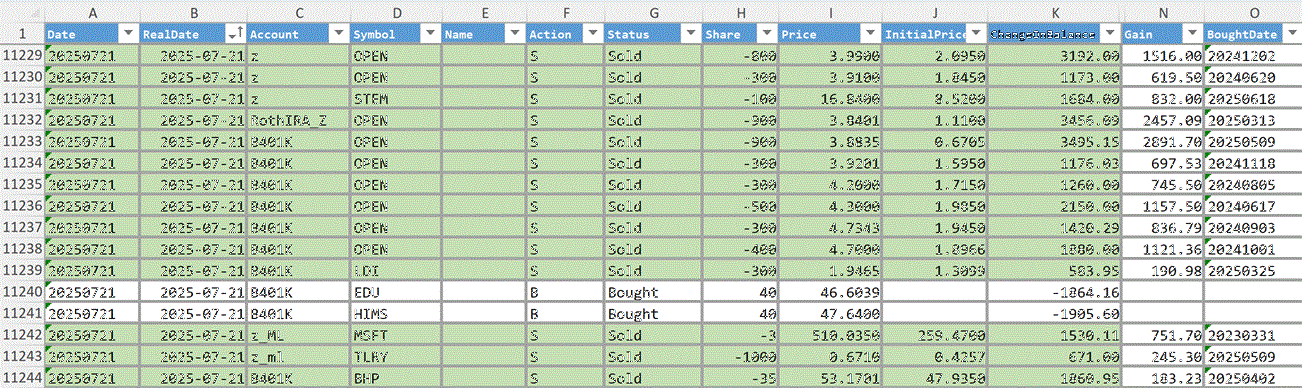 A B C D E F G H I J K N O
1 Date RealDate Account Symbol Name Action Status Share Price InitialPrice ChangeOnBalance Gain BoughtDate
11229 20250721 2025-07-21 z OPEN S Sold -800 3.9900 2.0950 3192.00 1516.00 20241202
11230 20250721 2025-07-21 z OPEN S Sold -300 3.9100 1.8450 1173.00 619.50 20240620
11231 20250721 2025-07-21 z STEM S Sold -100 16.8400 8.5200 1684.00 832.00 20250618
11232 20250721 2025-07-21 RothIRA_Z OPEN S Sold -900 3.8401 1.1100 3456.09 2457.09 20250313
11233 20250721 2025-07-21 8401K OPEN S Sold -900 3.8835 0.6705 3495.15 2891.70 20250509
11234 20250721 2025-07-21 8401K OPEN S Sold -300 3.9201 1.5950 1176.03 697.53 20241118
11235 20250721 2025-07-21 8401K OPEN S Sold -300 4.2000 1.7150 1260.00 745.50 20240805
11236 20250721 2025-07-21 8401K OPEN S Sold -500 4.3000 1.9850 2150.00 1157.50 20240617
11237 20250721 2025-07-21 8401K OPEN S Sold -300 4.7343 1.9450 1420.29 836.79 20240903
11238 20250721 2025-07-21 8401K OPEN S Sold -400 4.7000 1.8966 1880.00 1121.36 20241001
11239 20250721 2025-07-21 8401K LDI S Sold -300 1.9465 1.3099 583.95 190.98 20250325
11240 20250721 2025-07-21 8401K EDU B Bought 40 46.6039 -1864.16
11241 20250721 2025-07-21 8401K HIMS B Bought 40 47.6400 -1905.60
11242 20250721 2025-07-21 z_ML MSFT S Sold -3 510.0350 259.4700 1530.11 751.70 20230331
11243 20250721 2025-07-21 z_ml TLRY S Sold -1000 0.6710 0.4257 671.00 245.30 20250509
11244 20250721 2025-07-21 8401K BHP S Sold -35 53.1701 47.9350 1860.95 183.23 20250402